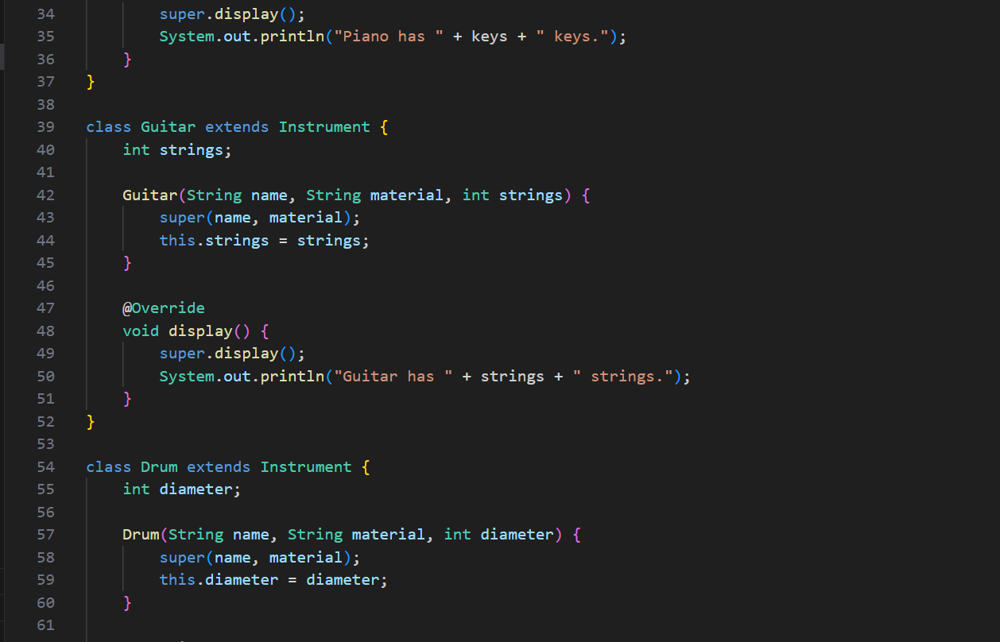 34 super.display();
35 System.out.println("Piano has " + keys + " keys.");
36 }
37 }
38
39 class Guitar extends Instrument {
40 int strings;
41
42 Guitar(String name, String material, int strings) {
43 super(name, material);
44 this.strings = strings;
45 }
46
47 @Override
48 void display() {
49 super.display();
50 System.out.println("Guitar has " + strings + " strings.");
51 }
52 }
53
54 class Drum extends Instrument {
55 int diameter;
56
57 Drum(String name, String material, int diameter) {
58 super(name, material);
59 this.diameter = diameter;
60 }
61